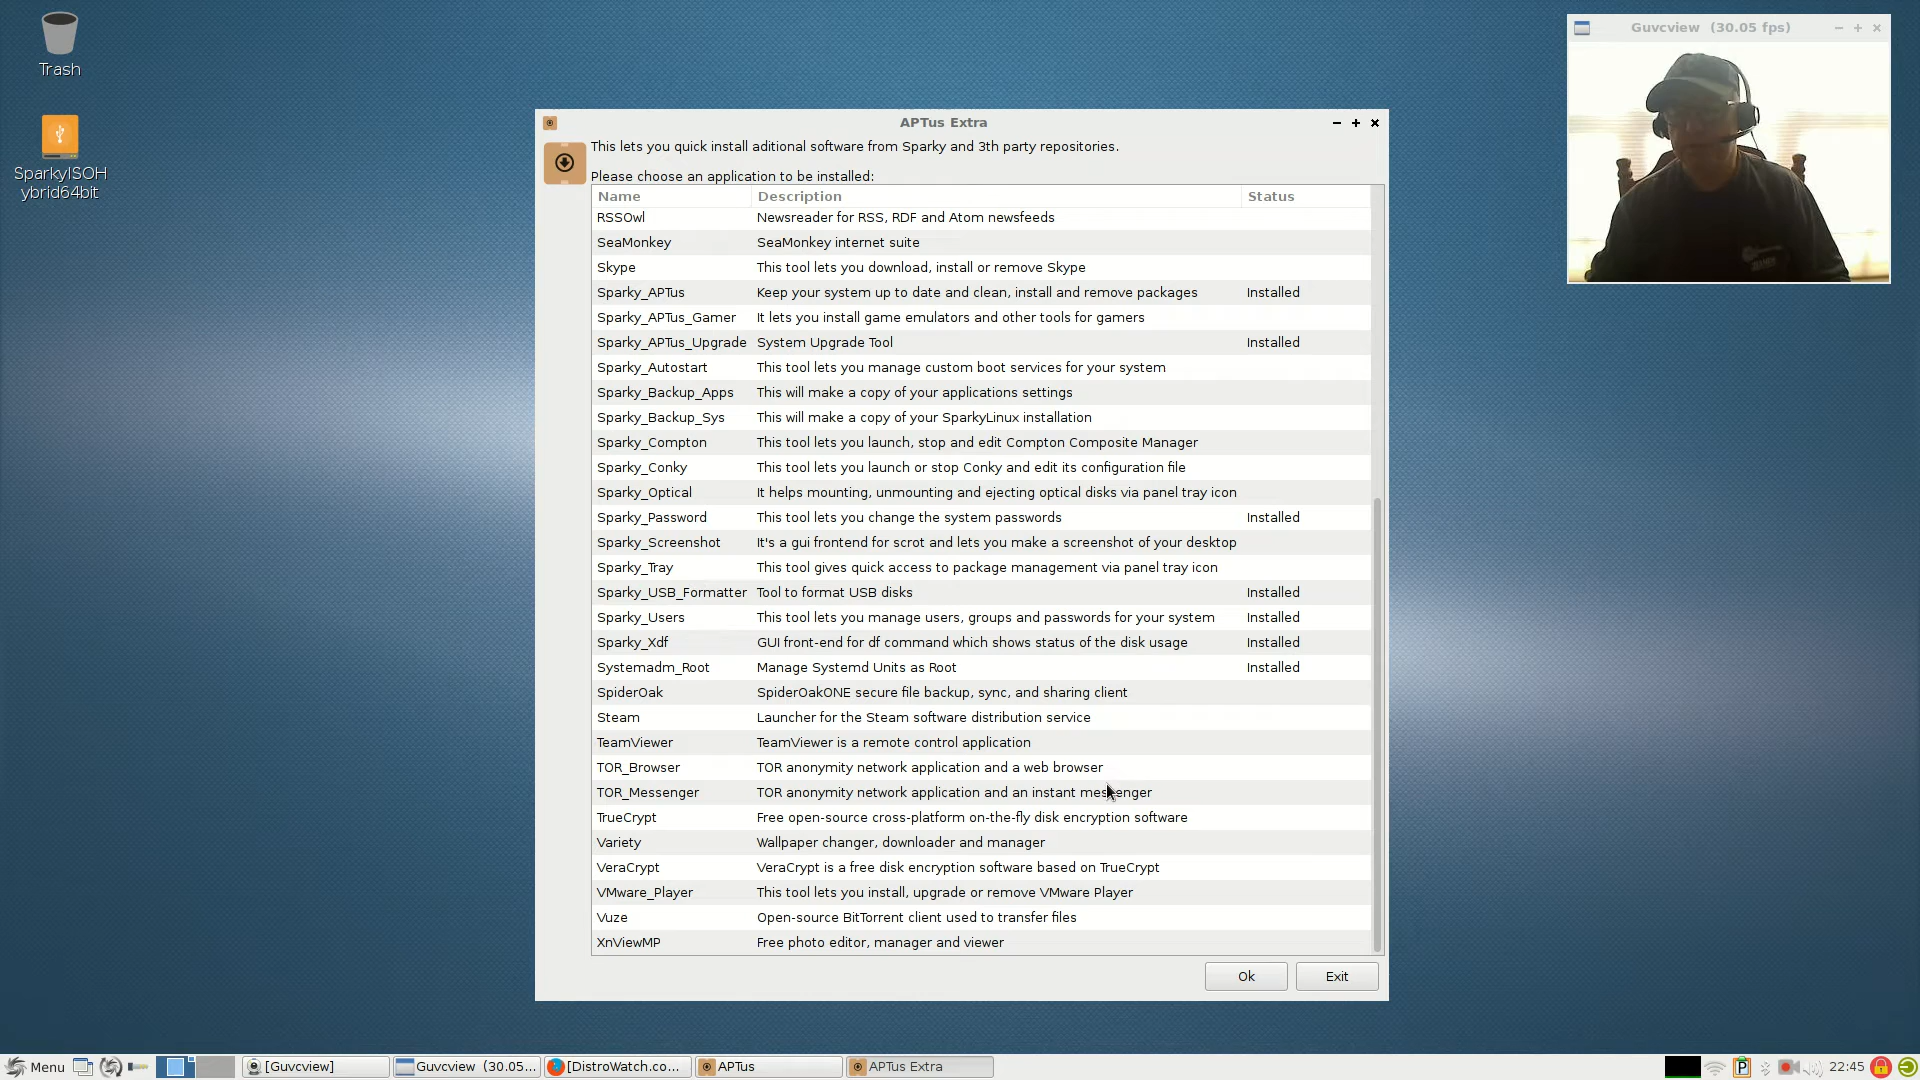 Trash
SparkyISOH
ybrid64bit
Guvcview (30.05 fps)
APTus Extra
This lets you quick install aditional software from Sparky and 3th party repositories.
Please choose an application to be installed:
Name Description Status
RSSOwl Newsreader for RSS, RDF and Atom newsfeeds
SeaMonkey SeaMonkey internet suite
Skype This tool lets you download, install or remove Skype
Sparky_APTus Keep your system up to date and clean, install and remove packages Installed
Sparky_APTus_Gamer It lets you install game emulators and other tools for gamers
Sparky_APTus_Upgrade System Upgrade Tool Installed
Sparky_Autostart This tool lets you manage custom boot services for your system
Sparky_Backup_Apps This will make a copy of your applications settings
Sparky_Backup_Sys This will make a copy of your SparkyLinux installation
Sparky_Compton This tool lets you launch, stop and edit Compton Composite Manager
Sparky_Conky This tool lets you launch or stop Conky and edit its configuration file
Sparky_Optical It helps mounting, unmounting and ejecting optical disks via panel tray icon
Sparky_Password This tool lets you change the system passwords Installed
Sparky_Screenshot It's a gui frontend for scrot and lets you make a screenshot of your desktop
Sparky_Tray This tool gives quick access to package management via panel tray icon
Sparky_USB_Formatter Tool to format USB disks Installed
Sparky_Users This tool lets you manage users, groups and passwords for your system Installed
Sparky_Xdf GUI front-end for df command which shows status of the disk usage Installed
Systemadm_Root Manage Systemd Units as Root Installed
SpiderOak SpiderOakONE secure file backup, sync, and sharing client
Steam Launcher for the Steam software distribution service
TeamViewer TeamViewer is a remote control application
TOR_Browser TOR anonymity network application and a web browser
TOR_Messenger TOR anonymity network application and an instant messenger
TrueCrypt Free open-source cross-platform on-the-fly disk encryption software
Variety Wallpaper changer, downloader and manager
VeraCrypt VeraCrypt is a free disk encryption software based on TrueCrypt
VMware_Player This tool lets you install, upgrade or remove VMware Player
Vuze Open-source BitTorrent client used to transfer files
XnViewMP Free photo editor, manager and viewer
Ok Exit
Menu [Guvcview] Guvcview (30.05... [DistroWatch.co... APTus APTus Extra 22:45